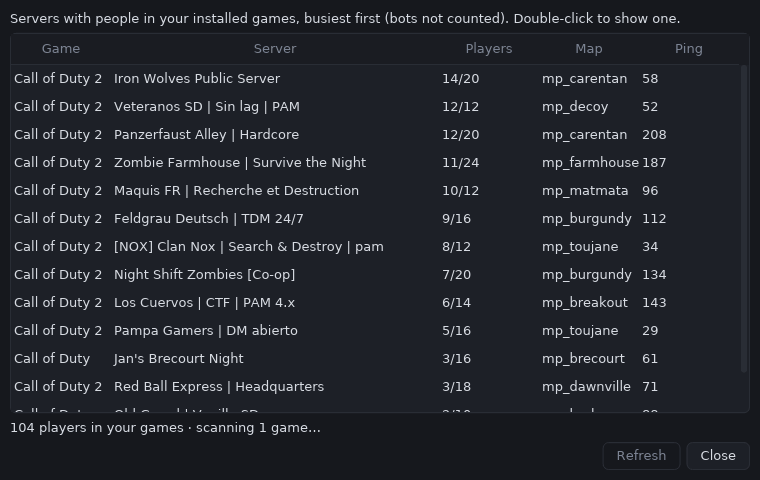 Servers with people in your installed games, busiest first (bots not counted). Double-click to show one.
Game Server Players Map Ping
Call of Duty 2 Iron Wolves Public Server 14/20 mp_carentan 58
Call of Duty 2 Veteranos SD | Sin lag | PAM 12/12 mp_decoy 52
Call of Duty 2 Panzerfaust Alley | Hardcore 12/20 mp_carentan 208
Call of Duty 2 Zombie Farmhouse | Survive the Night 11/24 mp_farmhouse 187
Call of Duty 2 Maquis FR | Recherche et Destruction 10/12 mp_matmata 96
Call of Duty 2 Feldgrau Deutsch | TDM 24/7 9/16 mp_burgundy 112
Call of Duty 2 [NOX] Clan Nox | Search & Destroy | pam 8/12 mp_toujane 34
Call of Duty 2 Night Shift Zombies [Co-op] 7/20 mp_burgundy 134
Call of Duty 2 Los Cuervos | CTF | PAM 4.x 6/14 mp_breakout 143
Call of Duty 2 Pampa Gamers | DM abierto 5/16 mp_toujane 29
Call of Duty Jan's Brecourt Night 3/16 mp_brecourt 61
Call of Duty 2 Red Ball Express | Headquarters 3/18 mp_dawnville 71
104 players in your games · scanning 1 game…
Refresh Close